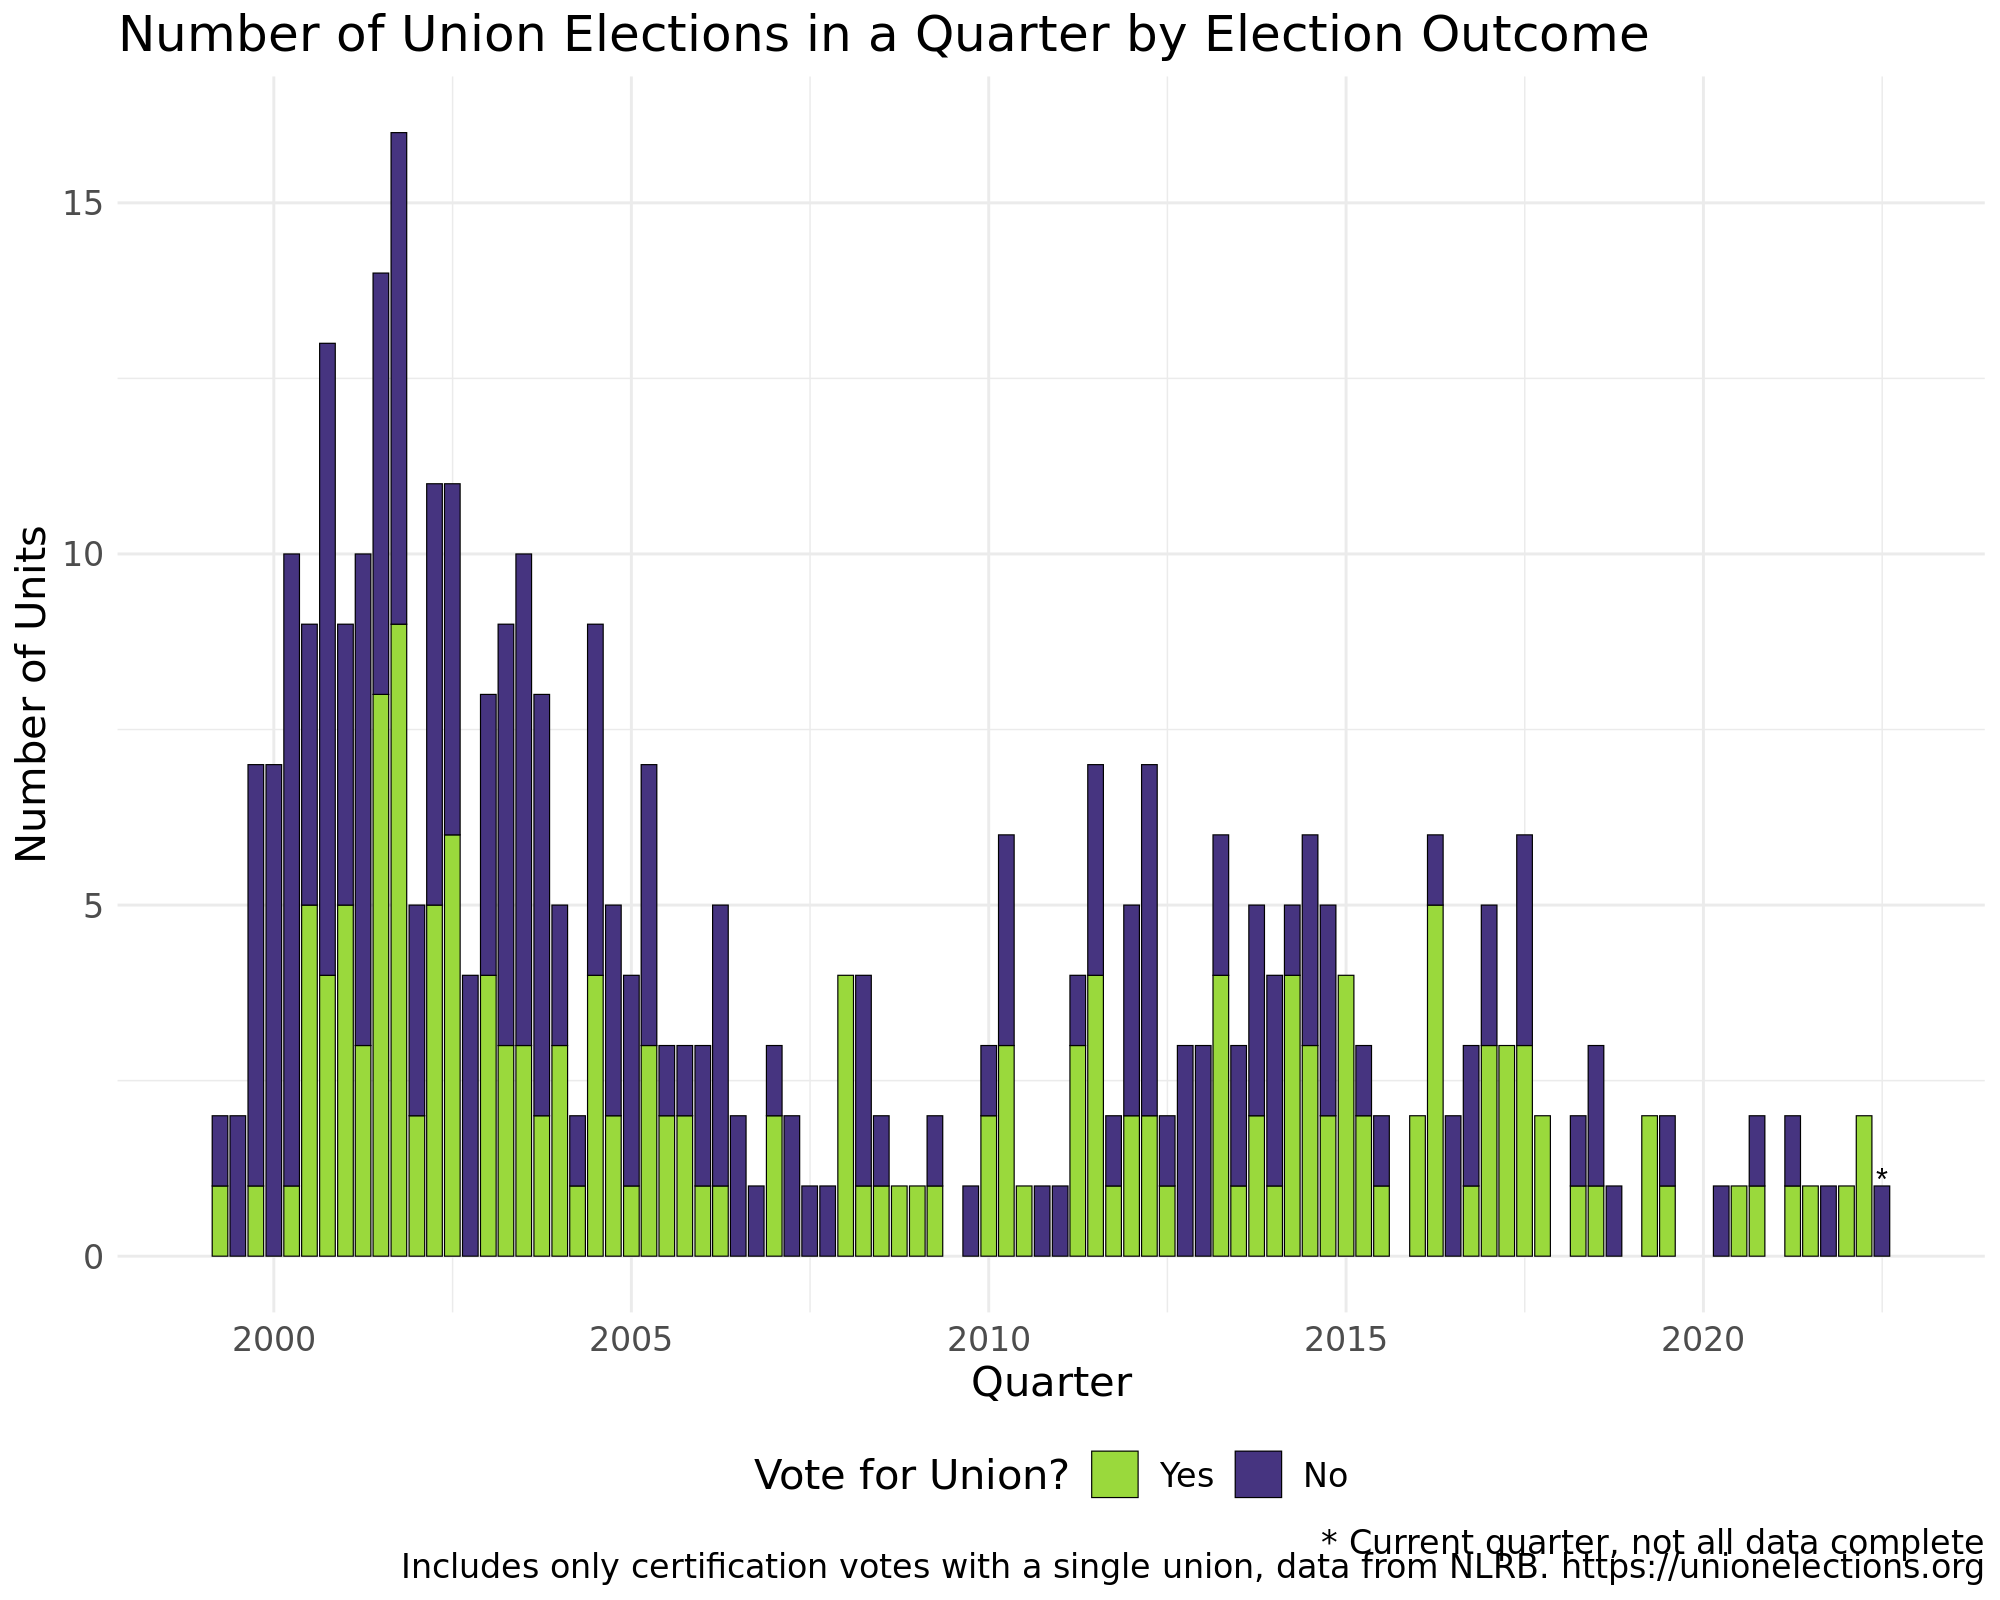 Number of Union Elections in a Quarter by Election Outcome
Number of Units
15
10
5
0
*
2000 2005 2010 2015 2020
Quarter
Vote for Union? Yes No
* Current quarter, not all data complete
Includes only certification votes with a single union, data from NLRB. https://unionelections.org